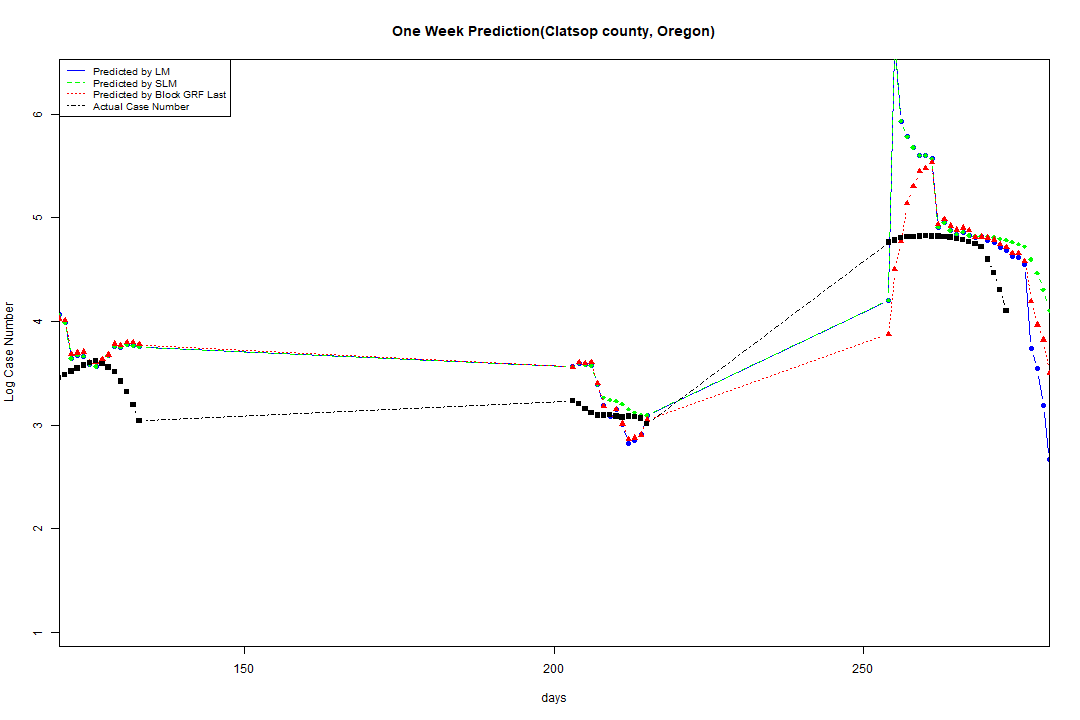 One Week Prediction(Clatsop county, Oregon)
Predicted by LM
Predicted by SLM
Predicted by Block GRF Last
Actual Case Number
6
5
4
3
2
1
Log Case Number
150
200
250
days